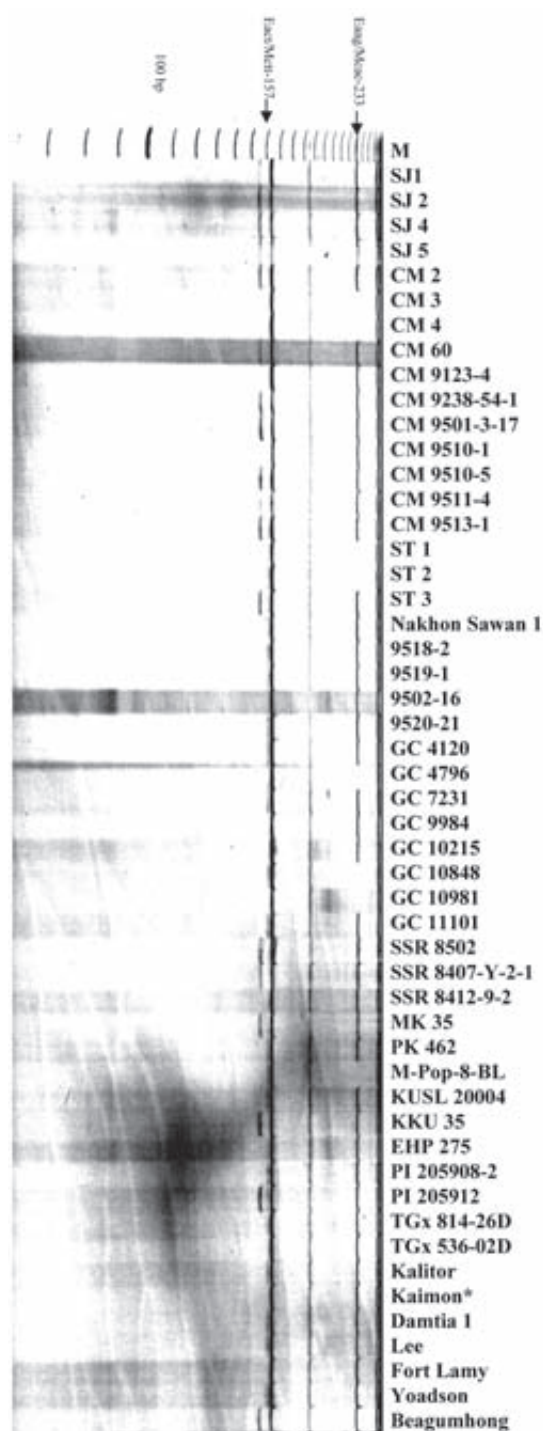 100 bp
Eact/Mctt-157
Eaag/Mcac-233
M
SJ1
SJ 2
SJ 4
SJ 5
CM 2
CM 3
CM 4
CM 60
CM 9123-4
CM 9238-54-1
CM 9501-3-17
CM 9510-1
CM 9510-5
CM 9511-4
CM 9513-1
ST 1
ST 2
ST 3
Nakhon Sawan 1
9518-2
9519-1
9502-16
9520-21
GC 4120
GC 4796
GC 7231
GC 9984
GC 10215
GC 10848
GC 10981
GC 11101
SSR 8502
SSR 8407-Y-2-1
SSR 8412-9-2
MK 35
PK 462
M-Pop-8-BL
KUSL 20004
KKU 35
EHP 275
PI 205908-2
PI 205912
TGx 814-26D
TGx 536-02D
Kalitor
Kaimon*
Damtia 1
Lee
Fort Lamy
Yoadson
Beagumhong